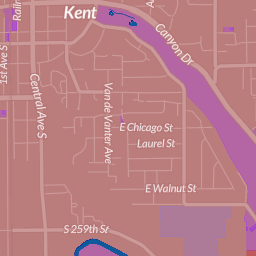 Kent
Canyon Dr
1st Ave S
Central Ave S
Van de Vanter Ave
E Chicago St
Laurel St
E Walnut St
S 259th St